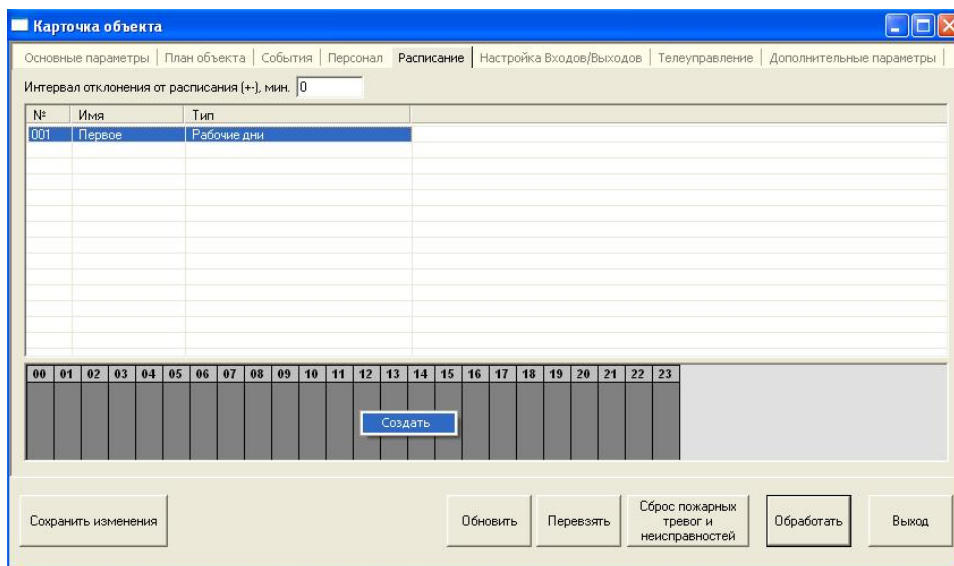 Карточка объекта
Основные параметры План объекта События Персонал Расписание Настройка Входов/Выходов Телеуправление Дополнительные параметры
Интервал отклонения от расписания (+-), мин. 0
№ Имя Тип
001 Первое Рабочие дни
00 01 02 03 04 05 06 07 08 09 10 11 12 13 14 15 16 17 18 19 20 21 22 23
Создать
Сохранить изменения Обновить Перевзять Сброс пожарных тревог и неисправностей Обработать Выход